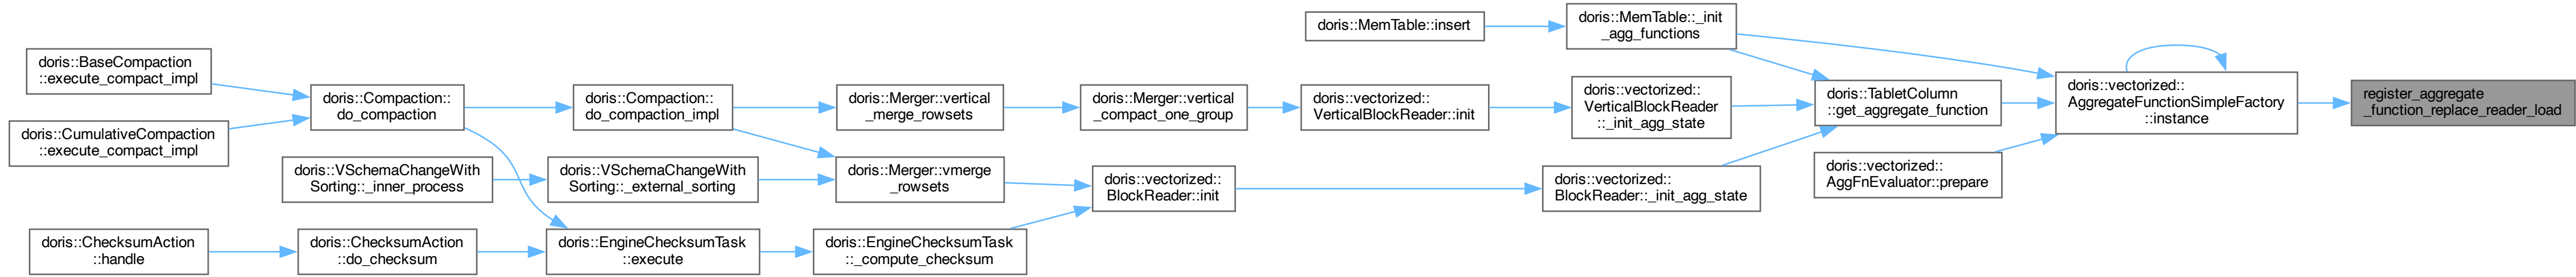 doris::BaseCompaction
::execute_compact_impl
doris::CumulativeCompaction
::execute_compact_impl
doris::Compaction::
do_compaction
doris::VSchemaChangeWith
Sorting::_inner_process
doris::ChecksumAction
::handle
doris::ChecksumAction
::do_checksum
doris::Compaction::
do_compaction_impl
doris::VSchemaChangeWith
Sorting::_external_sorting
doris::EngineChecksumTask
::execute
doris::Merger::vertical
_merge_rowsets
doris::Merger::vmerge
_rowsets
doris::EngineChecksumTask
::_compute_checksum
doris::Merger::vertical
_compact_one_group
doris::vectorized::
BlockReader::init
doris::MemTable::insert
doris::vectorized::
VerticalBlockReader::init
doris::MemTable::_init
_agg_functions
doris::vectorized::
VerticalBlockReader
::_init_agg_state
doris::vectorized::
BlockReader::_init_agg_state
doris::TabletColumn
::get_aggregate_function
doris::vectorized::
AggFnEvaluator::prepare
doris::vectorized::
AggregateFunctionSimpleFactory
::instance
register_aggregate
_function_replace_reader_load